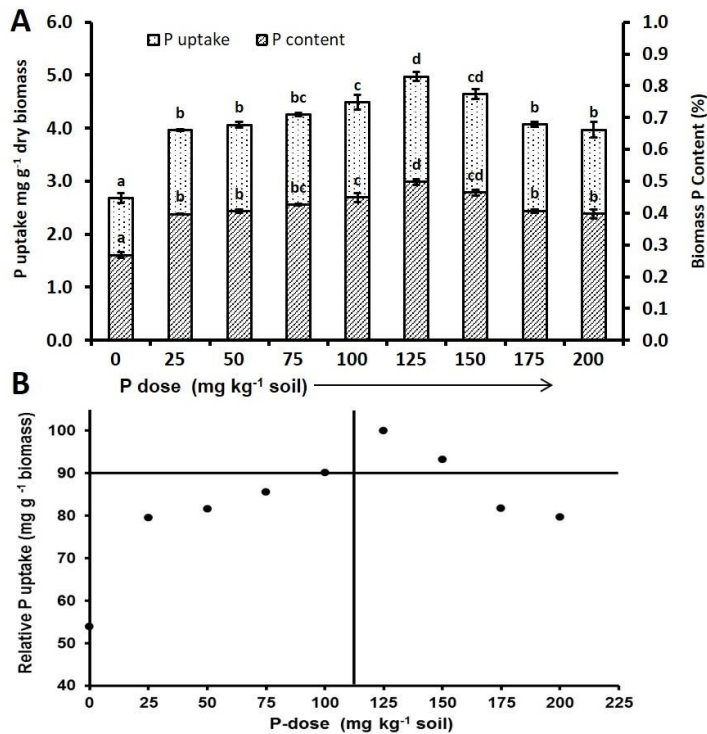 A
P uptake P content
P uptake mg g⁻¹ dry biomass
6.0
5.0
4.0
3.0
2.0
1.0
0.0
a b b bc c d cd b b
a b b bc c d cd b b
1.0
0.9
0.8
0.7
0.6
0.5
0.4
0.3
0.2
0.1
0.0
Biomass P Content (%)
0 25 50 75 100 125 150 175 200
P dose (mg kg⁻¹ soil)
B
Relative P uptake (mg g ⁻¹ biomass)
100
90
80
70
60
50
40
0 25 50 75 100 125 150 175 200 225
P-dose (mg kg⁻¹ soil)